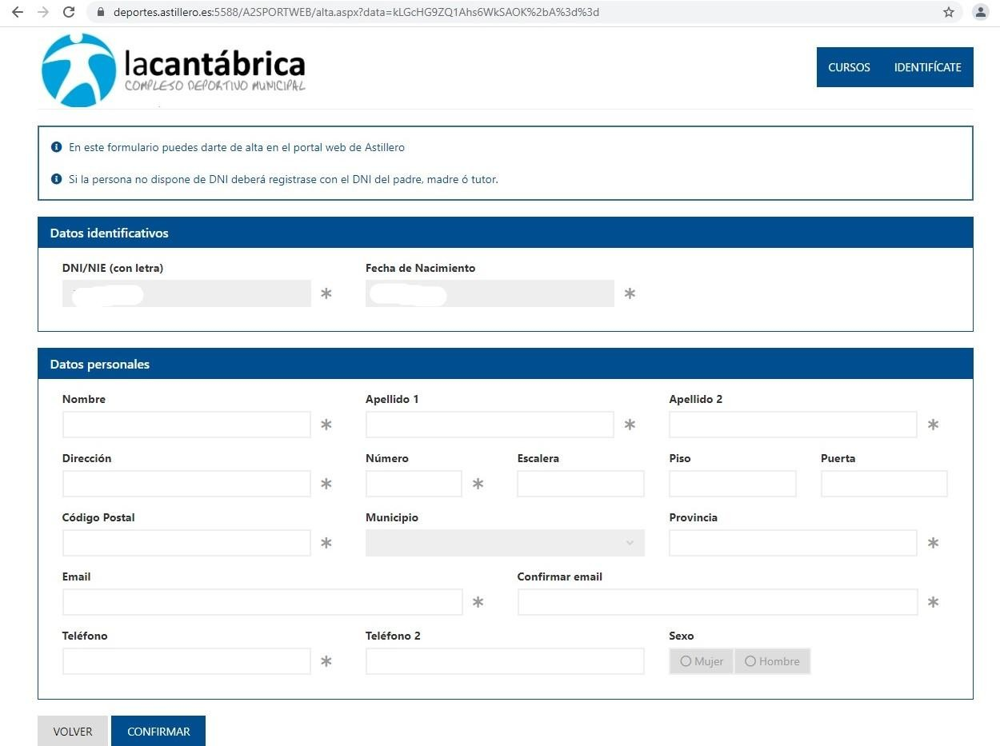 deportes.astillero.es:5588/A2SPORTWEB/alta.aspx?data=kLGcHG9ZQ1Ahs6WkSAOK%2bA%3d%3d
lacantábrica
COMPLEJO DEPORTIVO MUNICIPAL
CURSOS IDENTIFÍCATE
En este formulario puedes darte de alta en el portal web de Astillero
Si la persona no dispone de DNI deberá registrase con el DNI del padre, madre ó tutor.
Datos identificativos
DNI/NIE (con letra) Fecha de Nacimiento
* *
Datos personales
Nombre Apellido 1 Apellido 2
* * *
Dirección Número Escalera Piso Puerta
* *
Código Postal Municipio Provincia
* *
Email Confirmar email
* *
Teléfono Teléfono 2 Sexo
* Mujer Hombre
VOLVER CONFIRMAR